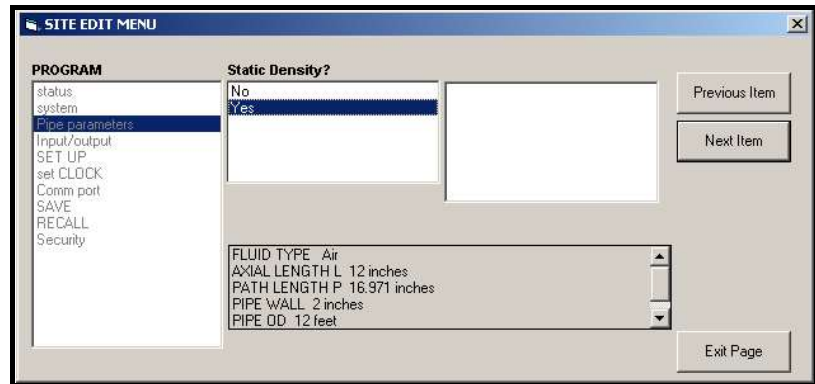 SITE EDIT MENU
PROGRAM
status
system
Pipe parameters
Input/output
SET UP
set CLOCK
Comm port
SAVE
RECALL
Security
Static Density?
No
Yes
FLUID TYPE Air
AXIAL LENGTH L 12 inches
PATH LENGTH P 16.971 inches
PIPE WALL 2 inches
PIPE OD 12 feet
Previous Item
Next Item
Exit Page